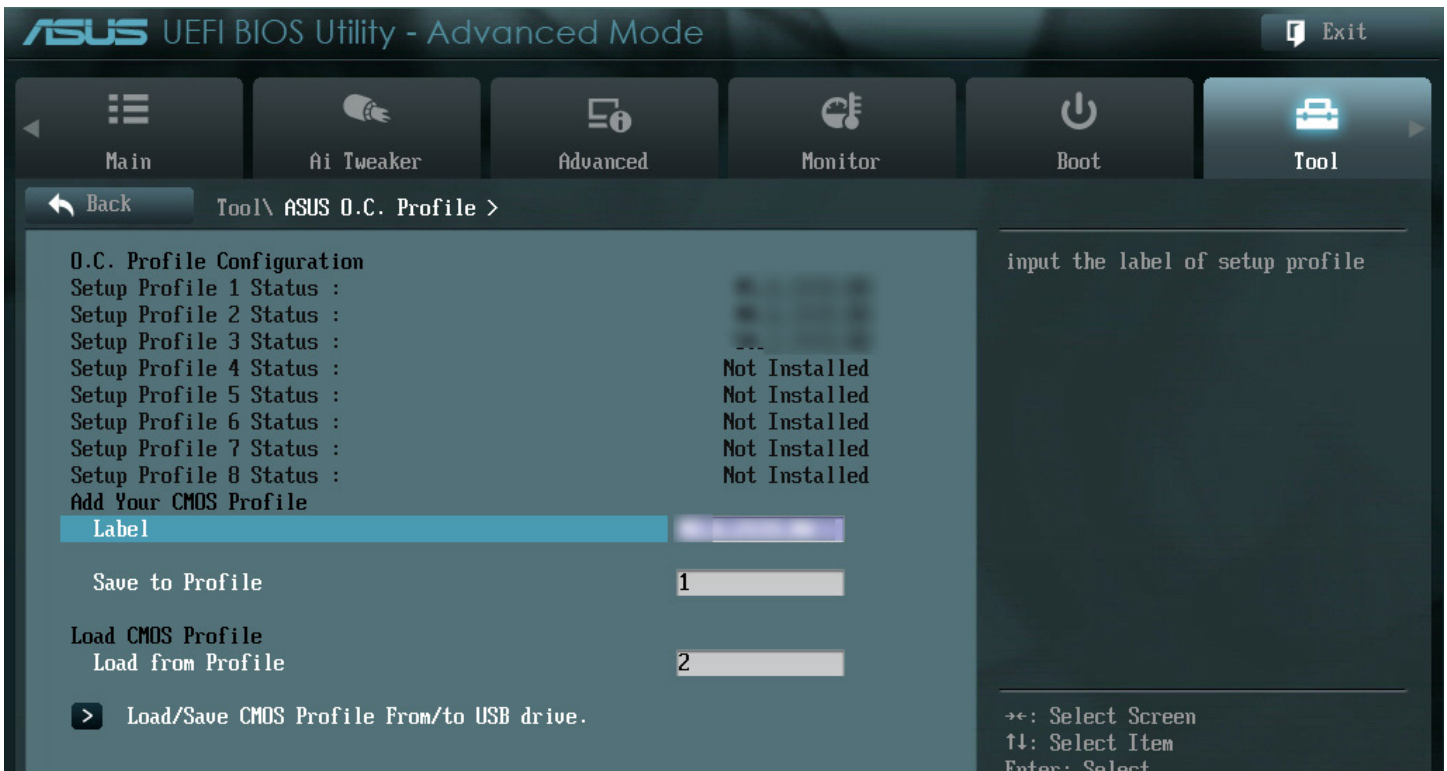 ASUS UEFI BIOS Utility - Advanced Mode
Exit
Main
Ai Tweaker
Advanced
Monitor
Boot
Tool
Back
Tool\ ASUS O.C. Profile >
O.C. Profile Configuration
Setup Profile 1 Status :
Setup Profile 2 Status :
Setup Profile 3 Status :
Setup Profile 4 Status : Not Installed
Setup Profile 5 Status : Not Installed
Setup Profile 6 Status : Not Installed
Setup Profile 7 Status : Not Installed
Setup Profile 8 Status : Not Installed
Add Your CMOS Profile
Label
Save to Profile 1
Load CMOS Profile
Load from Profile 2
> Load/Save CMOS Profile From/to USB drive.
input the label of setup profile
→←: Select Screen
↑↓: Select Item
Enter: Select